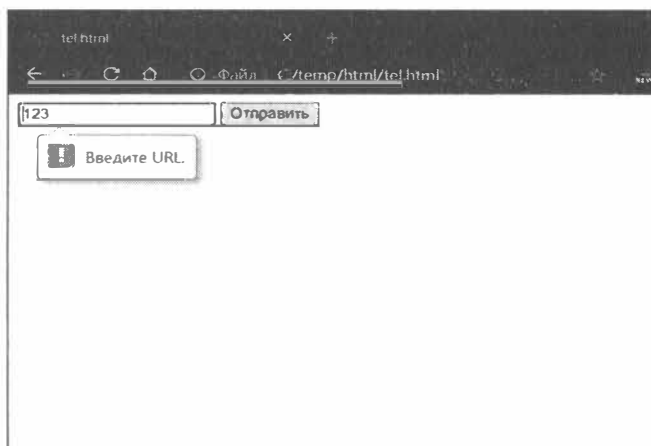 tel.html
Файл C:/temp/html/tel.html
123 Отправить
Введите URL.